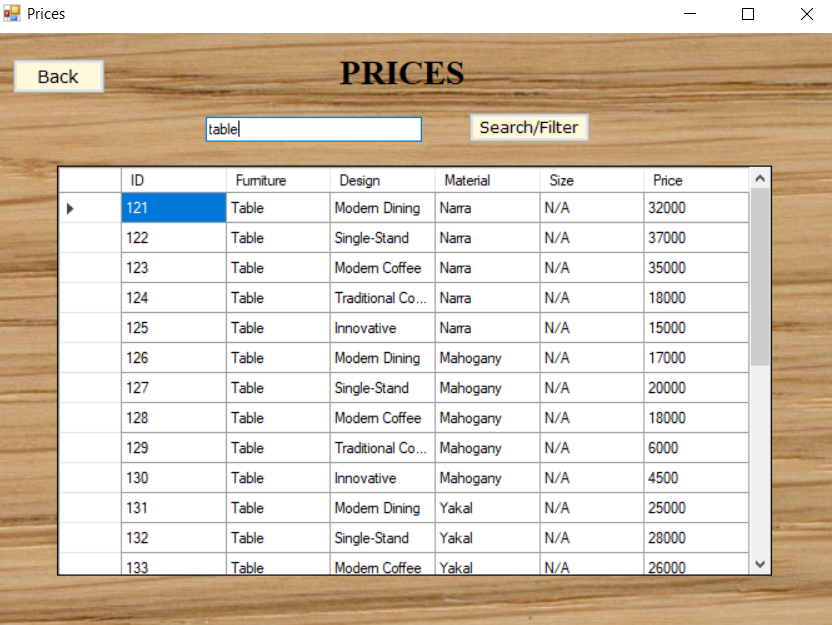 Prices
Back
PRICES
table
Search/Filter
ID Furniture Design Material Size Price
121 Table Modern Dining Narra N/A 32000
122 Table Single-Stand Narra N/A 37000
123 Table Modern Coffee Narra N/A 35000
124 Table Traditional Co... Narra N/A 18000
125 Table Innovative Narra N/A 15000
126 Table Modern Dining Mahogany N/A 17000
127 Table Single-Stand Mahogany N/A 20000
128 Table Modern Coffee Mahogany N/A 18000
129 Table Traditional Co... Mahogany N/A 6000
130 Table Innovative Mahogany N/A 4500
131 Table Modern Dining Yakal N/A 25000
132 Table Single-Stand Yakal N/A 28000
133 Table Modern Coffee Yakal N/A 26000